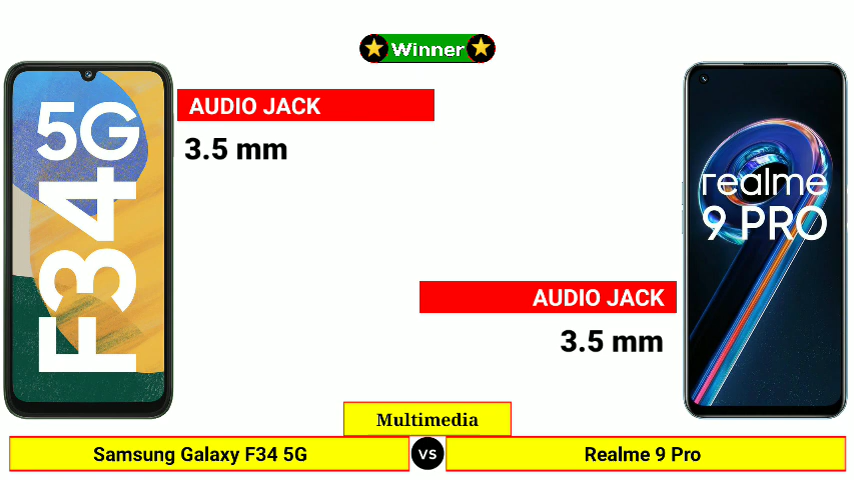 Winner
5G
F34
AUDIO JACK
3.5 mm
realme
9 PRO
AUDIO JACK
3.5 mm
Multimedia
Samsung Galaxy F34 5G
VS
Realme 9 Pro